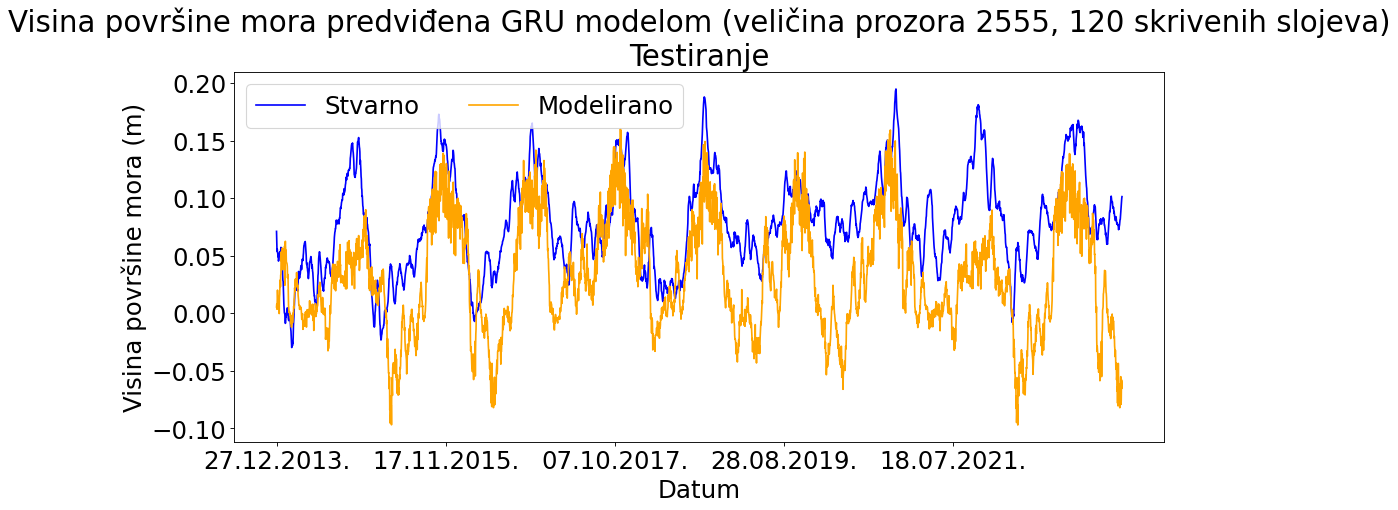 Visina površine mora predviđena GRU modelom (veličina prozora 2555, 120 skrivenih slojeva)
Testiranje
Stvarno
Modelirano
Visina površine mora (m)
0.20
0.15
0.10
0.05
0.00
−0.05
−0.10
27.12.2013.
17.11.2015.
07.10.2017.
28.08.2019.
18.07.2021.
Datum